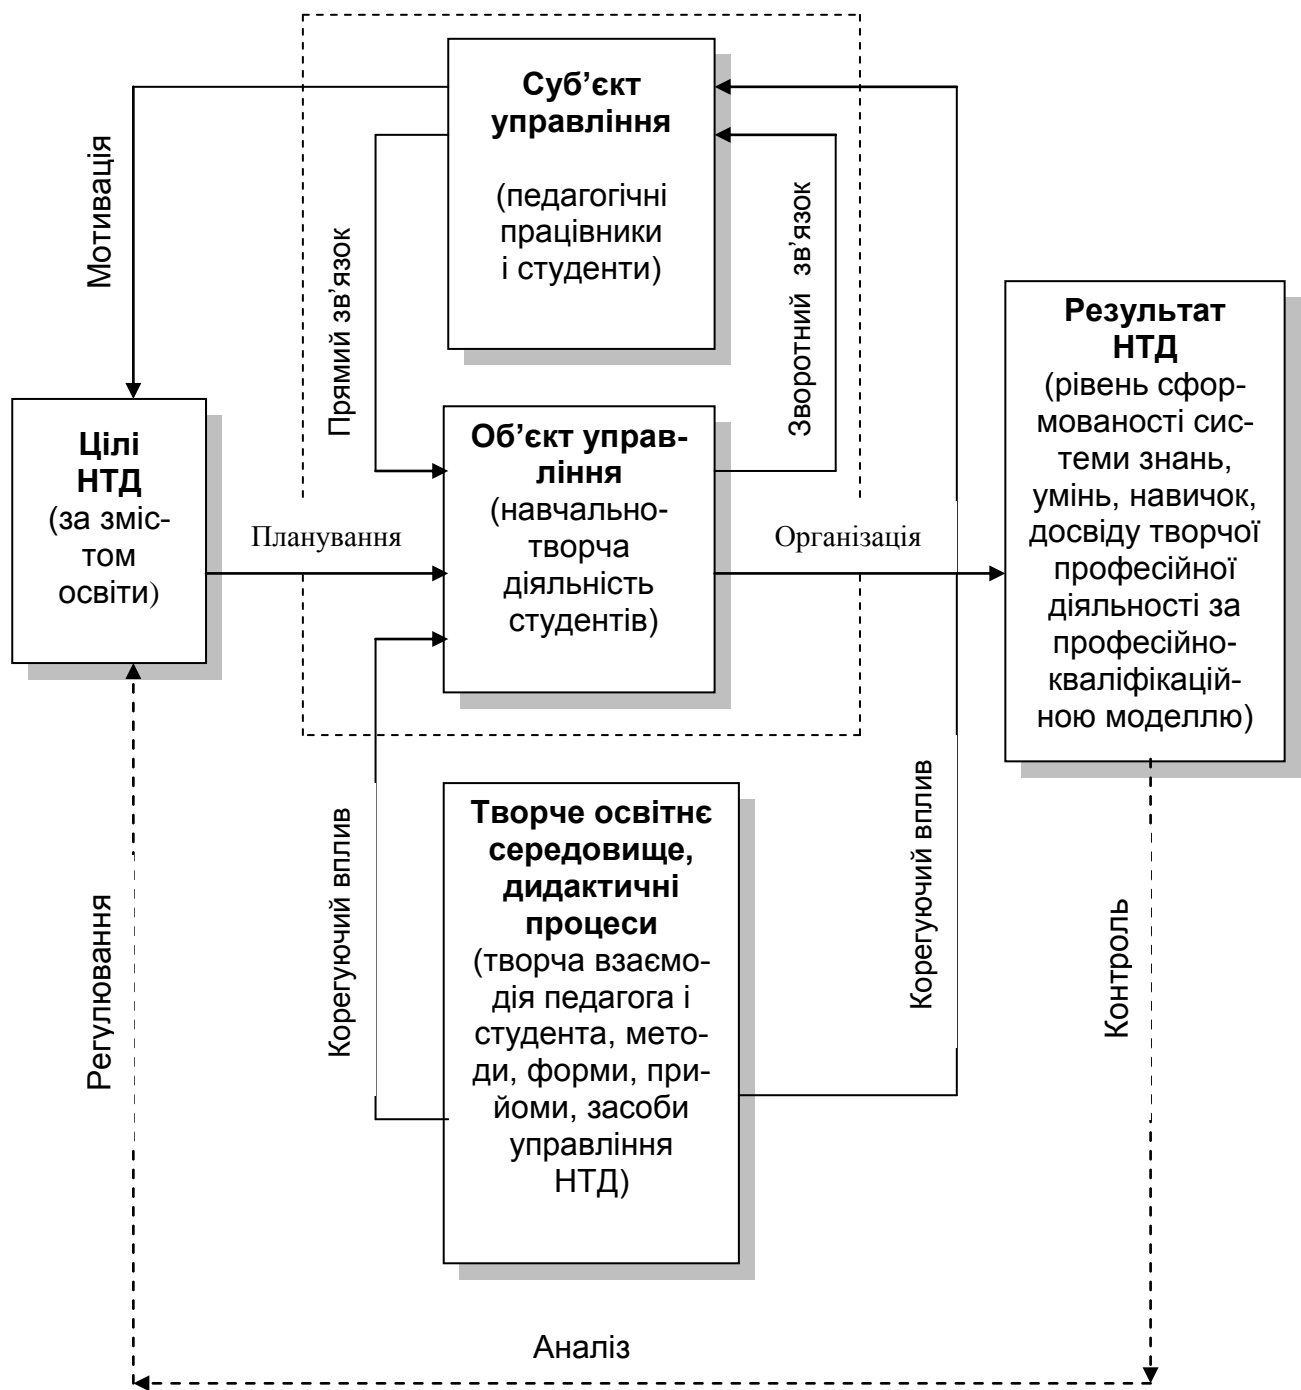 Суб’єкт
управління
(педагогічні
працівники
і студенти)
Мотивація
Прямий зв’язок
Зворотний зв’язок
Цілі
НТД
(за зміс-
том
освіти)
Планування
Об’єкт управ-
ління
(навчально-
творча
діяльність
студентів)
Організація
Результат
НТД
(рівень сфор-
мованості сис-
теми знань,
умінь, навичок,
досвіду творчої
професійної
діяльності за
професійно-
кваліфікацій-
ною моделлю)
Регулювання
Корегуючий вплив
Творче освітнє
середовище,
дидактичні
процеси
(творча взаємо-
дія педагога і
студента, мето-
ди, форми, при-
йоми, засоби
управління
НТД)
Корегуючий вплив
Контроль
Аналіз